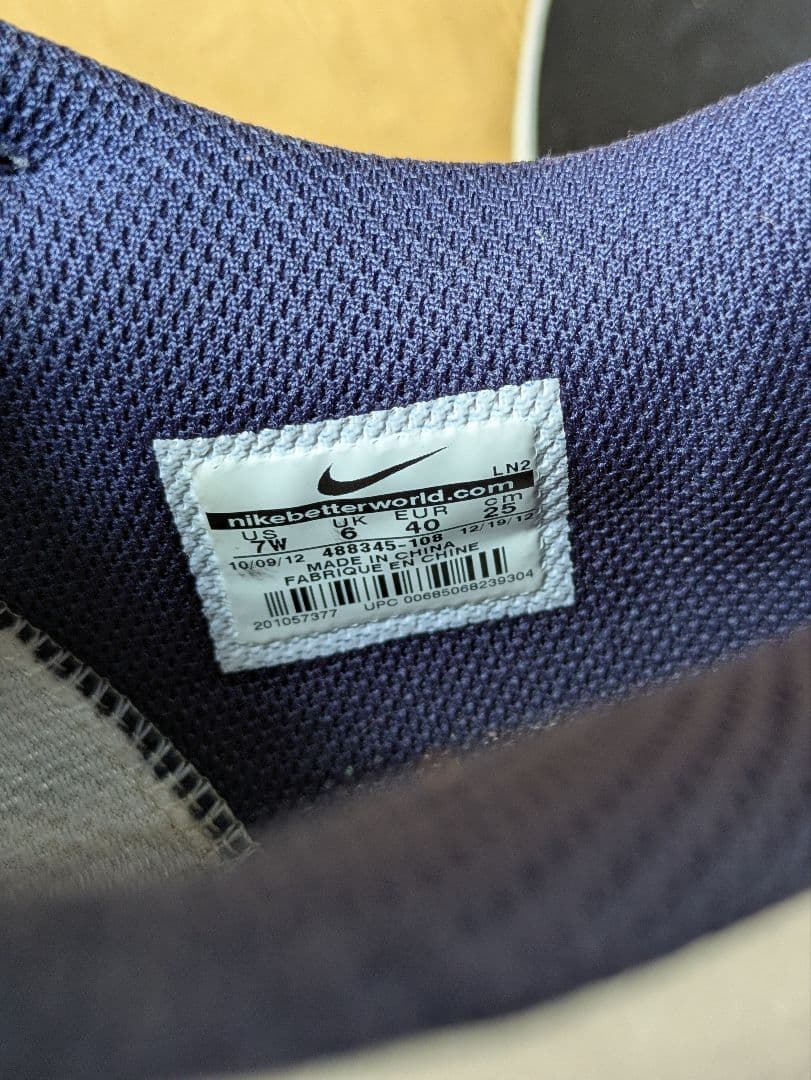 LN2
nikebetterworld.com
US UK EUR cm
7W 6 40 25
10/09/12 488345-108 12/19/12
MADE IN CHINA
FABRIQUE EN CHINE
201057377 UPC 00685068239304